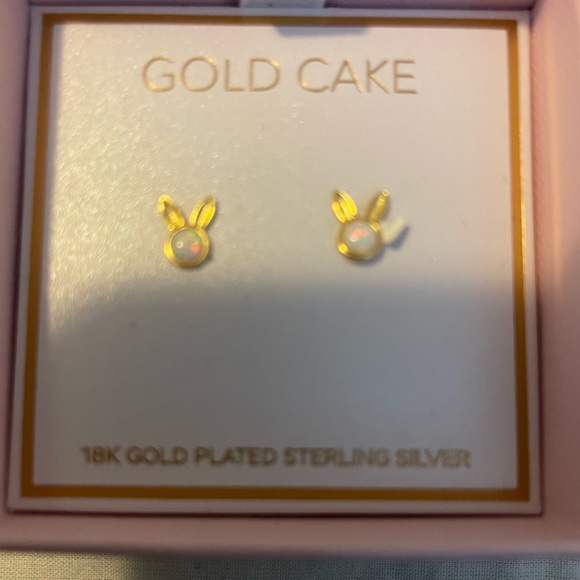 GOLD CAKE
18K GOLD PLATED STERLING SILVER